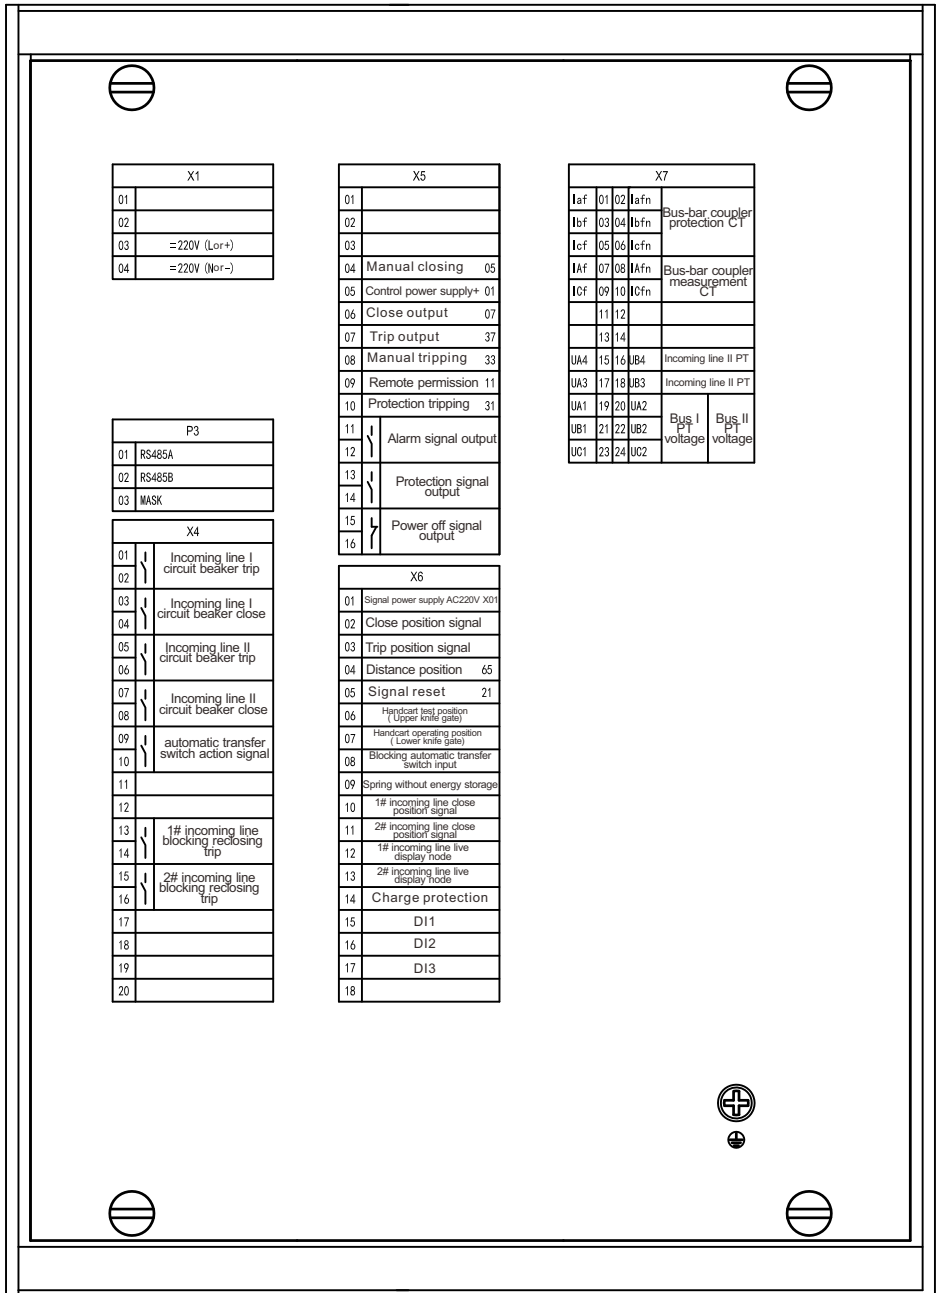 X1
01
02
03 =220V (Lor+)
04 =220V (Nor-)
P3
01 RS485A
02 RS485B
03 MASK
X4
01 Incoming line I
02 circuit beaker trip
03 Incoming line I
04 circuit beaker close
05 Incoming line II
06 circuit beaker trip
07 Incoming line II
08 circuit beaker close
09 automatic transfer
10 switch action signal
11
12
13 1# incoming line
blocking reclosing
14 trip
15 2# incoming line
blocking reclosing
16 trip
17
18
19
20
X5
01
02
03
04 Manual closing 05
05 Control power supply+ 01
06 Close output 07
07 Trip output 37
08 Manual tripping 33
09 Remote permission 11
10 Protection tripping 31
11
Alarm signal output
12
13 Protection signal
14 output
15 Power off signal
16 output
X6
01 Signal power supply AC220V X01
02 Close position signal
03 Trip position signal
04 Distance position 65
05 Signal reset 21
06 Handcart test position
( Upper knife gate)
07 Handcart operating position
( Lower knife gate)
08 Blocking automatic transfer
switch input
09 Spring without energy storage
10 1# incoming line close
position signal
11 2# incoming line close
position signal
12 1# incoming line live
display node
13 2# incoming line live
display node
14 Charge protection
15 DI1
16 DI2
17 DI3
18
X7
Iaf 01 02 Iafn
Bus-bar coupler
Ibf 03 04 Ibfn protection CT
Icf 05 06 Icfn
IAf 07 08 IAfn Bus-bar coupler
measurement
ICf 09 10 ICfn CT
11 12
13 14
UA4 15 16 UB4 Incoming line II PT
UA3 17 18 UB3 Incoming line II PT
UA1 19 20 UA2 Bus I Bus II
UB1 21 22 UB2 PT PT
voltage voltage
UC1 23 24 UC2